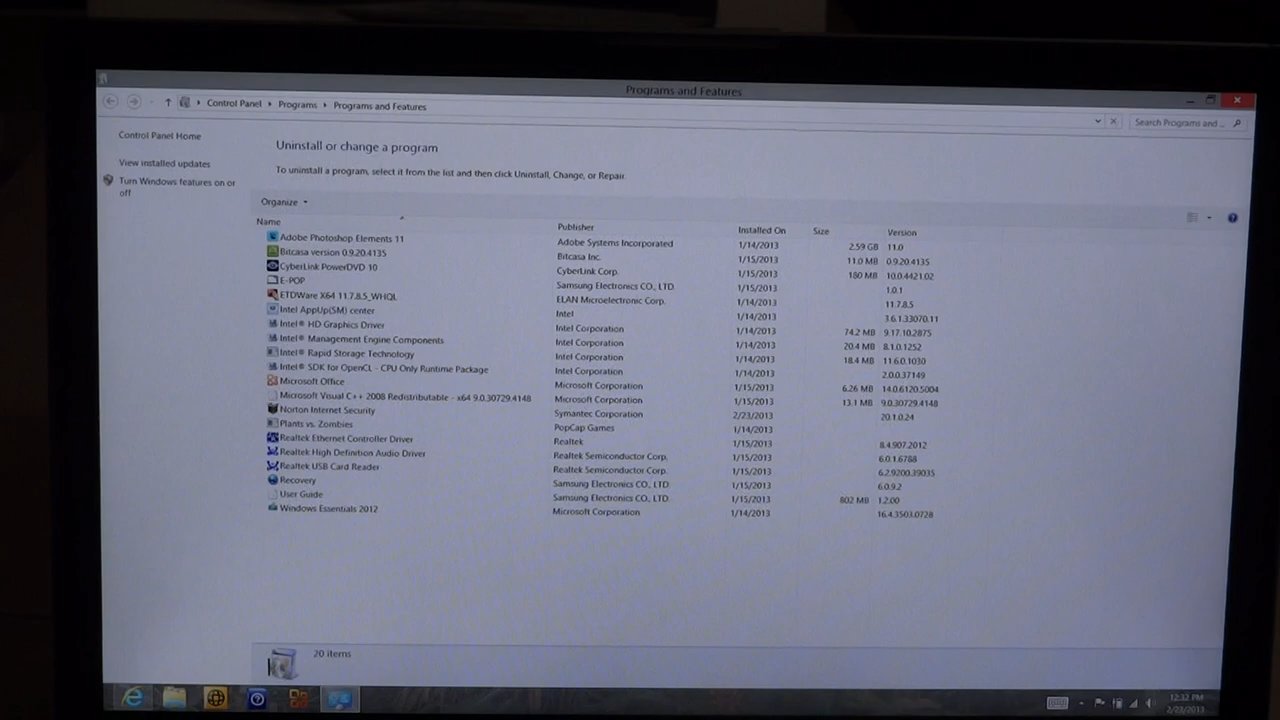 Programs and Features
Control Panel Programs Programs and Features
Search Programs and ...
Control Panel Home
View installed updates
Turn Windows features on or
off
Uninstall or change a program
To uninstall a program, select it from the list and then click Uninstall, Change, or Repair.
Organize
Name Publisher Installed On Size Version
Adobe Photoshop Elements 11 Adobe Systems Incorporated 1/14/2013 2.59 GB 11.0
Bitcasa version 0.9.20.4135 Bitcasa Inc. 1/15/2013 11.0 MB 0.9.20.4135
CyberLink PowerDVD 10 CyberLink Corp. 1/15/2013 180 MB 10.0.4421.02
E-POP Samsung Electronics CO., LTD. 1/15/2013 1.0.1
ETDWare X64 11.7.8.5_WHQL ELAN Microelectronic Corp. 1/14/2013 11.7.8.5
Intel AppUp(SM) center Intel 1/14/2013 3.6.1.33070.11
Intel® HD Graphics Driver Intel Corporation 1/14/2013 74.2 MB 9.17.10.2875
Intel® Management Engine Components Intel Corporation 1/14/2013 20.4 MB 8.1.0.1252
Intel® Rapid Storage Technology Intel Corporation 1/14/2013 18.4 MB 11.6.0.1030
Intel® SDK for OpenCL - CPU Only Runtime Package Intel Corporation 1/14/2013 2.0.0.37149
Microsoft Office Microsoft Corporation 1/15/2013 6.26 MB 14.0.6120.5004
Microsoft Visual C++ 2008 Redistributable - x64 9.0.30729.4148 Microsoft Corporation 1/15/2013 13.1 MB 9.0.30729.4148
Norton Internet Security Symantec Corporation 2/23/2013 20.1.0.24
Plants vs. Zombies PopCap Games 1/14/2013
Realtek Ethernet Controller Driver Realtek 1/15/2013 8.4.907.2012
Realtek High Definition Audio Driver Realtek Semiconductor Corp. 1/15/2013 6.0.1.6788
Realtek USB Card Reader Realtek Semiconductor Corp. 1/15/2013 6.2.9200.39035
Recovery Samsung Electronics CO., LTD. 1/15/2013 6.0.9.2
User Guide Samsung Electronics CO., LTD. 1/15/2013 802 MB 1.2.00
Windows Essentials 2012 Microsoft Corporation 1/14/2013 16.4.3503.0728
20 items
12:32 PM
2/23/2013